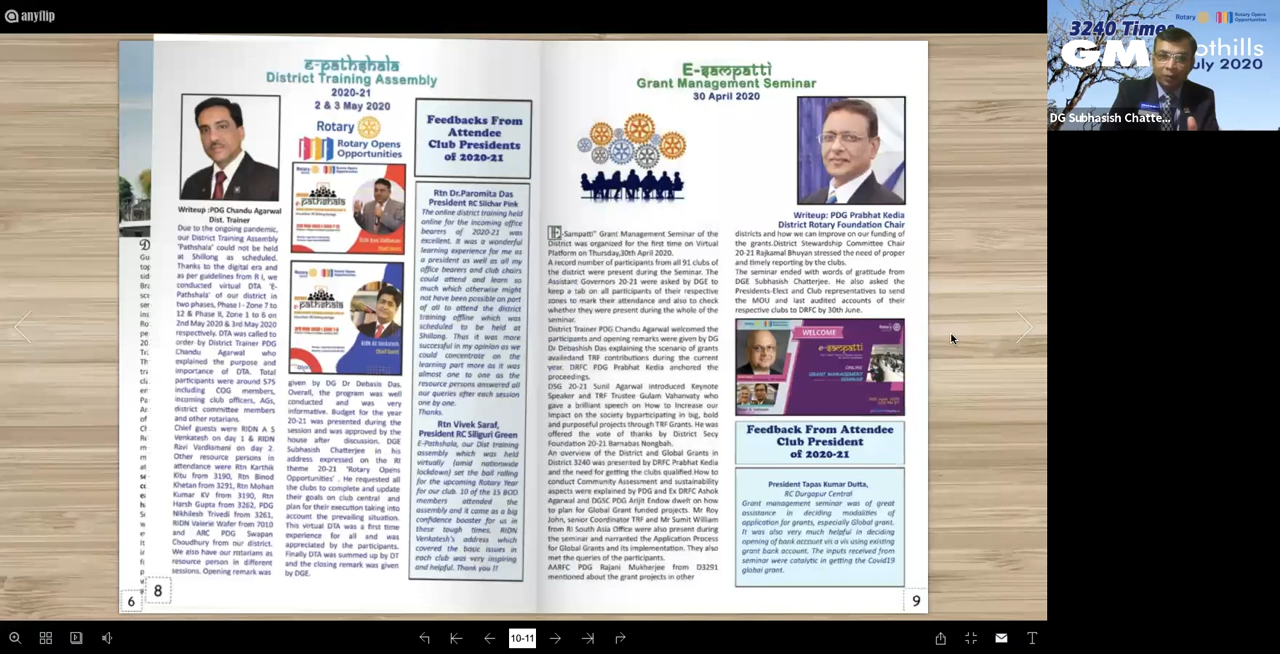 anyflip
ε-pathshala
District Training Assembly
2020-21
2 & 3 May 2020
Rotary
Rotary Opens
Opportunities
Writeup :PDG Chandu Agarwal
Dist. Trainer
Due to the ongoing pandemic,
our District Training Assembly
'Pathshala' could not be held
at Shillong as scheduled.
Thanks to the digital era and
as per guidelines from R I, we
conducted virtual DTA 'E-
Pathshala' of our district in
two phases, Phase I - Zone 7 to
12 & Phase II, Zone 1 to 6 on
2nd May 2020 & 3rd May 2020
respectively. DTA was called to
order by District Trainer PDG
Chandu Agarwal who
explained the purpose and
importance of DTA. Total
participants were around 575
including COG members,
incoming club officers, AGs,
district committee members
and other rotarians.
Chief guests were RIDN A S
Venkatesh on day 1 & RIDN
Ravi Vardlamani on day 2.
Other resource persons in
attendance were Rtn Karthik
Kitu from 3190, Rtn Binod
Khetan from 3291, Rtn Mohan
Kumar KV from 3190, Rtn
Harsh Gupta from 3262, PDG
Nikhilesh Trivedi from 3261,
RIDN Valerie Wafer from 7010
and ARC PDG Swapan
Choudhury from our district.
We also have our rotarians as
resource person in different
sessions. Opening remark was
given by DG Dr Debasis Das.
Overall, the program was well
conducted and was very
informative. Budget for the year
20-21 was presented during the
session and was approved by the
house after discussion. DGE
Subhasish Chatterjee in his
address expressed on the RI
theme 20-21 'Rotary Opens
Opportunities' . He requested all
the clubs to complete and update
their goals on club central and
plan for their execution taking into
account the prevailing situation.
This virtual DTA was a first time
experience for all and was
appreciated by the participants.
Finally DTA was summed up by DT
and the closing remark was given
by DGE.
Feedbacks From
Attendee
Club Presidents
of 2020-21
Rtn Dr.Paromita Das
President RC Silchar Pink
The online district training held
online for the incoming office
bearers of 2020-21 was
excellent. It was a wonderful
learning experience for me as
a president as well as all my
office bearers and club chairs
could attend and learn so
much which otherwise might
not have been possible on part
of all to attend the district
training offline which was
scheduled to be held at
Shillong. Thus it was more
successful in my opinion as we
could concentrate on the
learning part more as it was
almost one to as one the
resource persons answered all
our queries after each session
one by one.
Thanks.
Rtn Vivek Saraf,
President RC Siliguri Green
E-Pathshala, our Dist training
assembly which was held
virtually (amid nationwide
lockdown) set the ball rolling
for the upcoming Rotary Year
for our club. 10 of the 15 BOD
members attended the
assembly and it came as a big
confidence booster for us in
these tough times. RIDN
Venkatesh's address which
covered the basic issues in
each club was very inspiring
and helpful. Thank you !!
6
8
E-sampatti
Grant Management Seminar
30 April 2020
Writeup: PDG Prabhat Kedia
District Rotary Foundation Chair
E-Sampatti" Grant Management Seminar of the
District was organized for the first time on Virtual
Platform on Thursday,30th April 2020.
A record number of participants from all 91 clubs of
the district were present during the Seminar. The
Assistant Governors 20-21 were asked by DGE to
keep a tab on all participants of their respective
zones to mark their attendance and also to check
whether they were present during the whole of the
seminar.
District Trainer PDG Chandu Agarwal welcomed the
participants and opening remarks were given by DG
Dr Debashish Das explaining the scenario of grants
availedand TRF contributions during the current
year. DRFC PDG Prabhat Kedia anchored the
proceedings.
DSG 20-21 Sunil Agarwal introduced Keynote
Speaker and TRF Trustee Gulam Vahanvaty who
gave a brilliant speech on How to Increase our
Impact on the society byparticipating in big, bold
and purposeful projects through TRF Grants. He was
offered the vote of thanks by District Secy
Foundation 20-21 Barnabas Nongbah.
An overview of the District and Global Grants in
District 3240 was presented by DRFC Prabhat Kedia
and the need for getting the clubs qualified.How to
conduct Community Assessment and sustainability
aspects were explained by PDG and Ex DRFC Ashok
Agarwal and DGSC PDG Arijit Endow dwelt on how
to plan for Global Grant funded projects. Mr Roy
John, senior Coordinator TRF and Mr Sumit William
from RI South Asia Office were also present during
the seminar and narranted the Application Process
for Global Grants and its implementation. They also
met the queries of the participants.
AARFC PDG Rajani Mukherjee from D3291
mentioned about the grant projects in other
districts and how we can improve on our funding of
the grants.District Stewardship Committee Chair
20-21 Rajkamal Bhuyan stressed the need of proper
and timely reporting by the clubs.
The seminar ended with words of gratitude from
DGE Subhasish Chatterjee. He also asked the
Presidents-Elect and Club representatives to send
the MOU and last audited accounts of their
respective clubs to DRFC by 30th June.
WELCOME
e-sampatti
ONLINE
GRANT MANAGEMENT
SEMINAR
Feedback From Attendee
Club President
of 2020-21
President Tapas Kumar Dutta,
RC Durgapur Central
Grant management seminar was of great
assistance in deciding modalities of
application for grants, especially Global grant.
It was also very much helpful in deciding
opening of bank account vis a vis using existing
grant bank account. The inputs received from
seminar were catalytic in getting the Covid19
global grant.
9
10-11
Rotary
Rotary Opens
Opportunities
3240 Times
GM
othills
uly 2020
DG Subhasish Chatte...